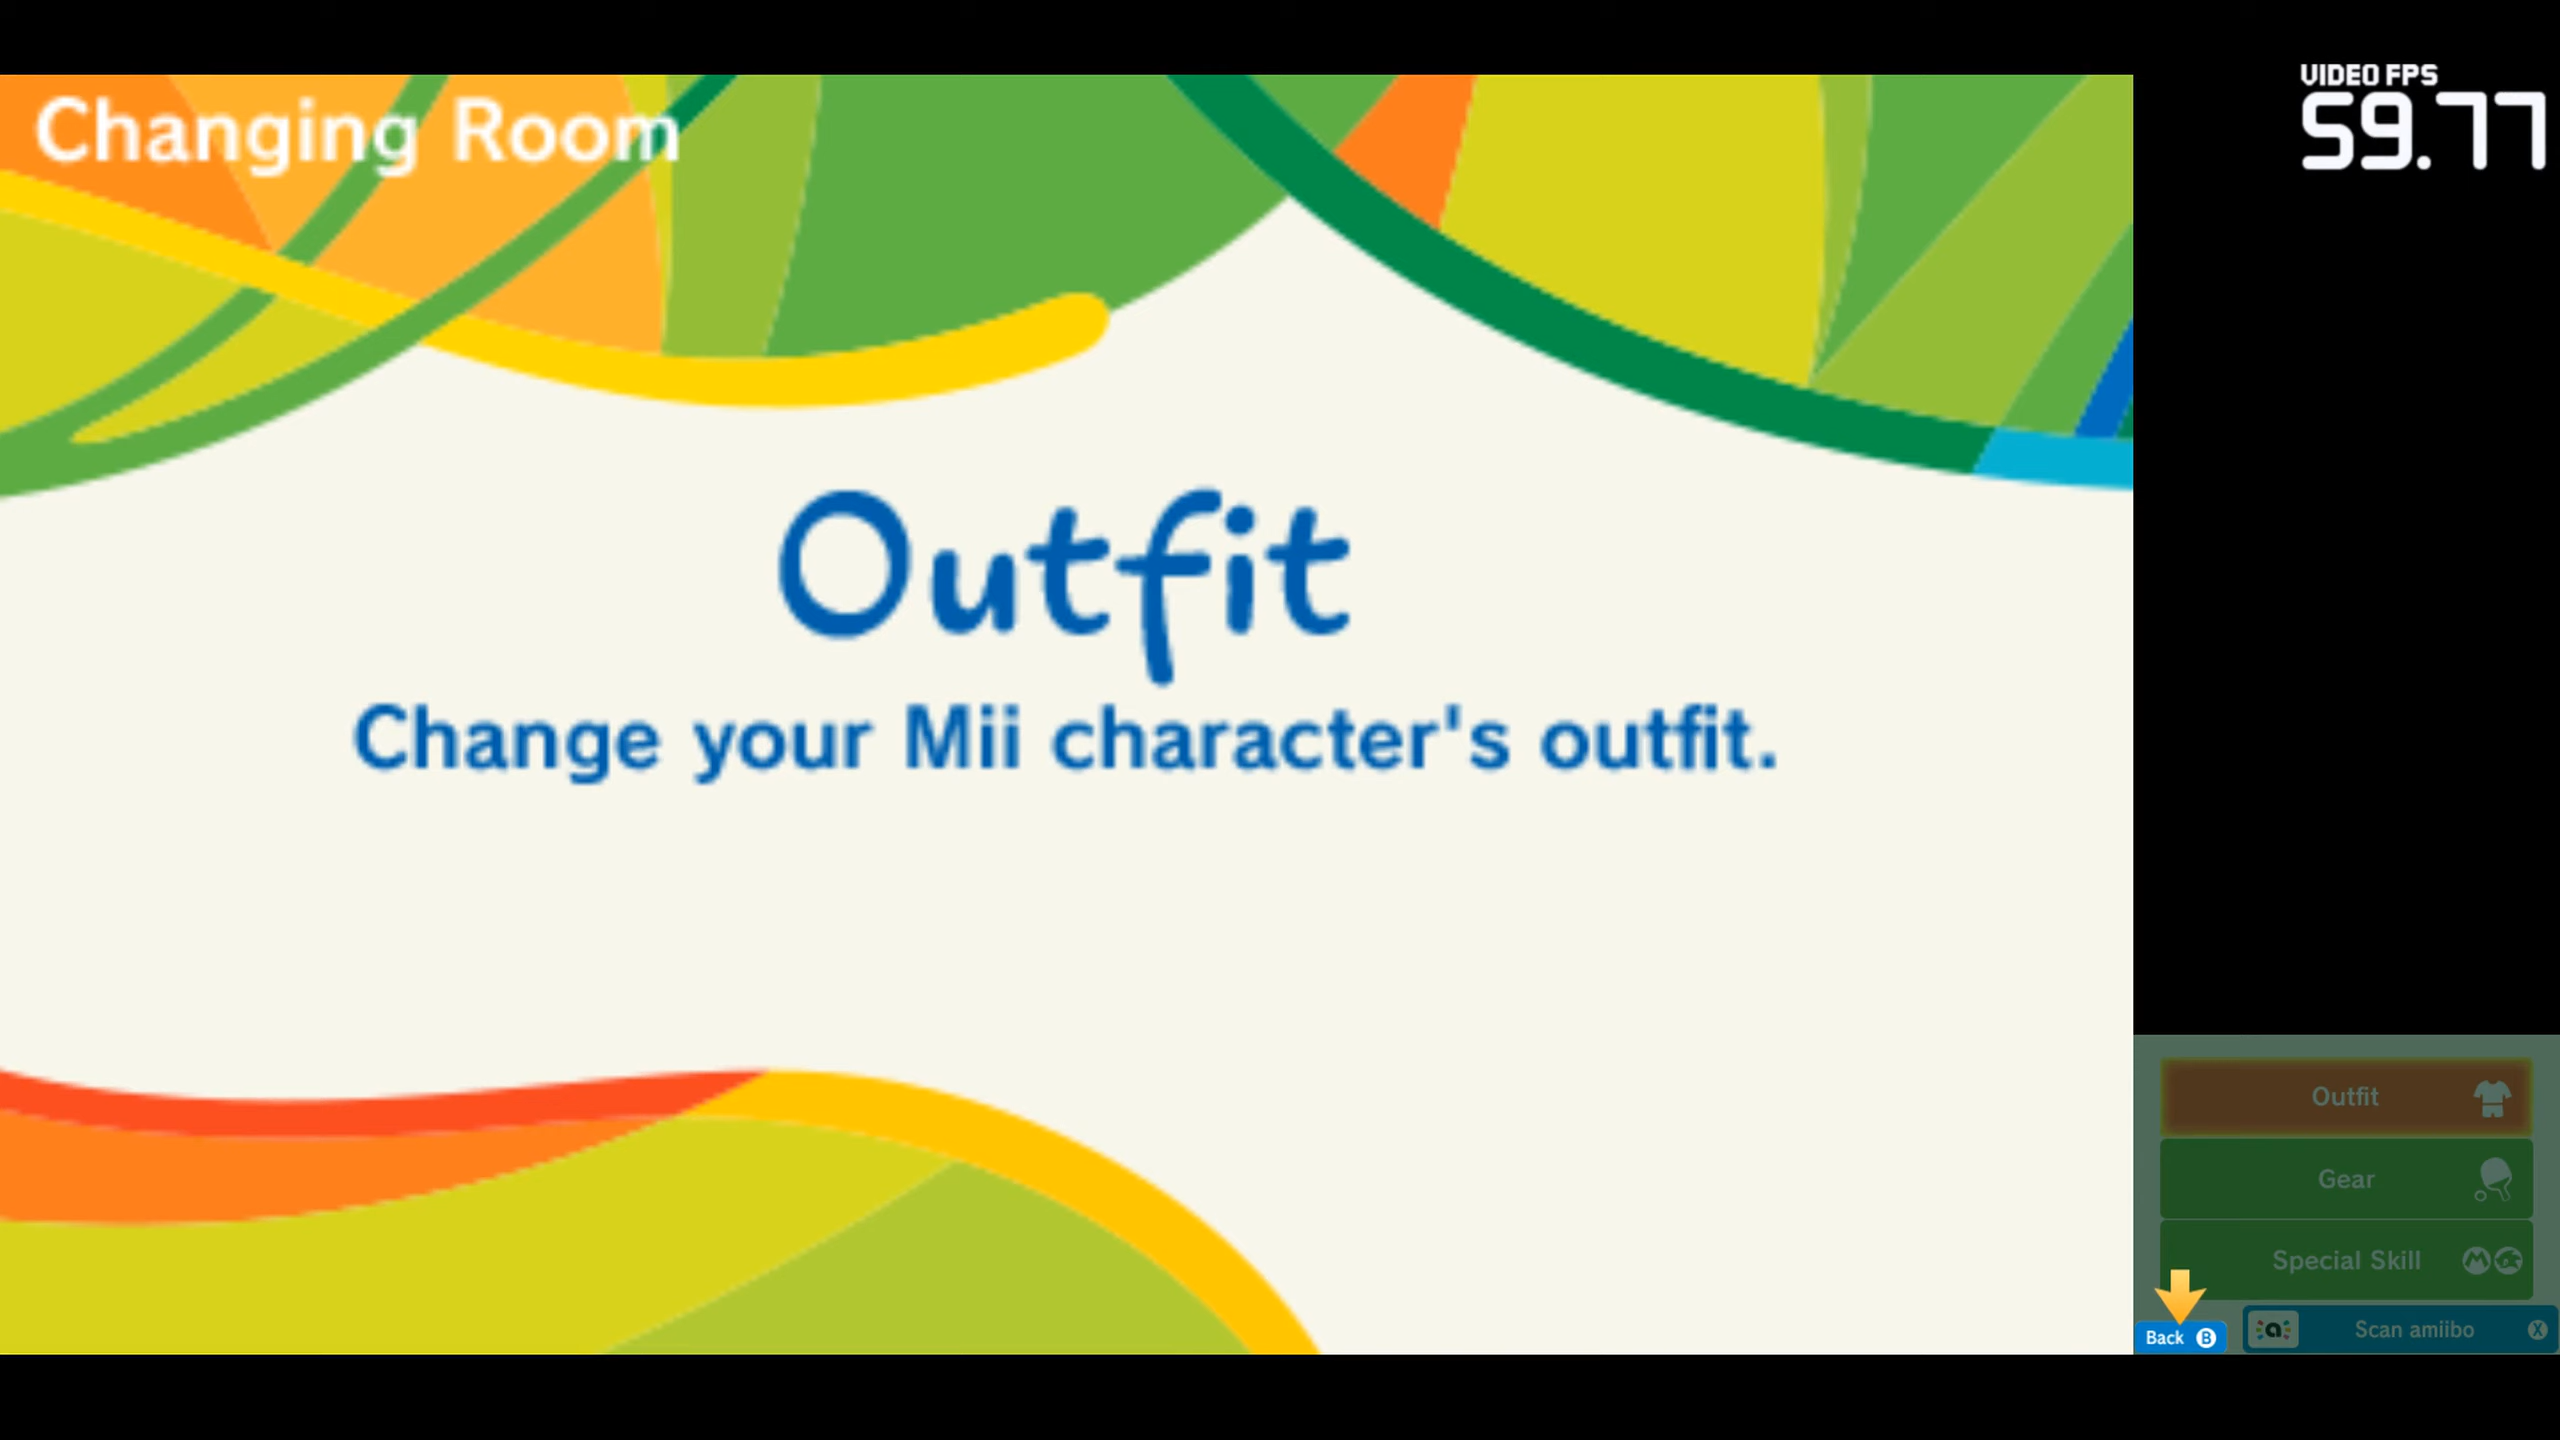 Changing Room
VIDEO FPS
59.77
Outfit
Change your Mii character's outfit.
Outfit
Gear
Special Skill
Back B
a Scan amiibo X